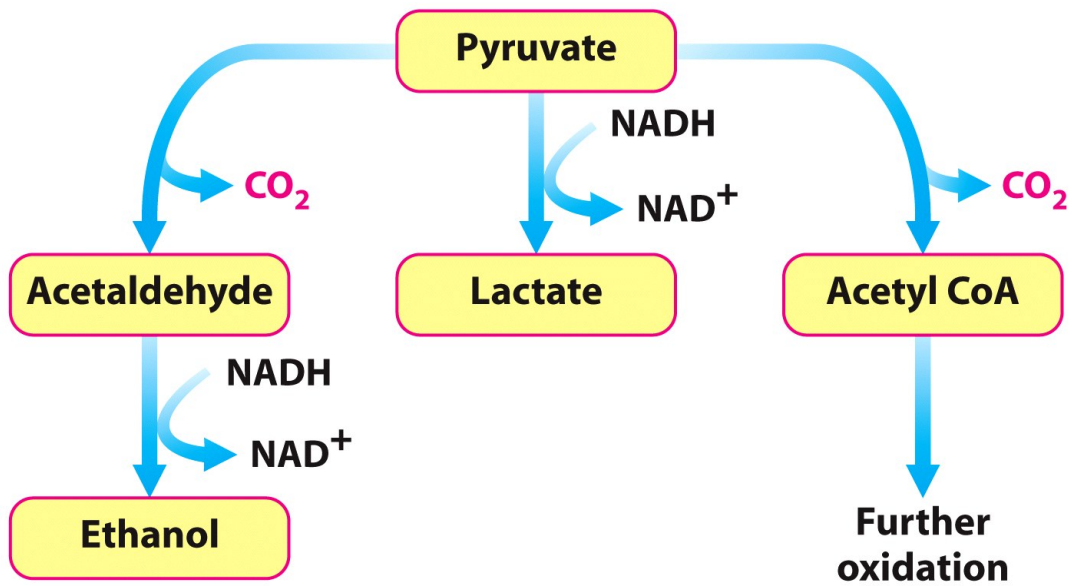 Pyruvate
NADH
CO₂
CO₂
NAD⁺
Acetaldehyde
Lactate
Acetyl CoA
NADH
NAD⁺
Ethanol
Further
oxidation